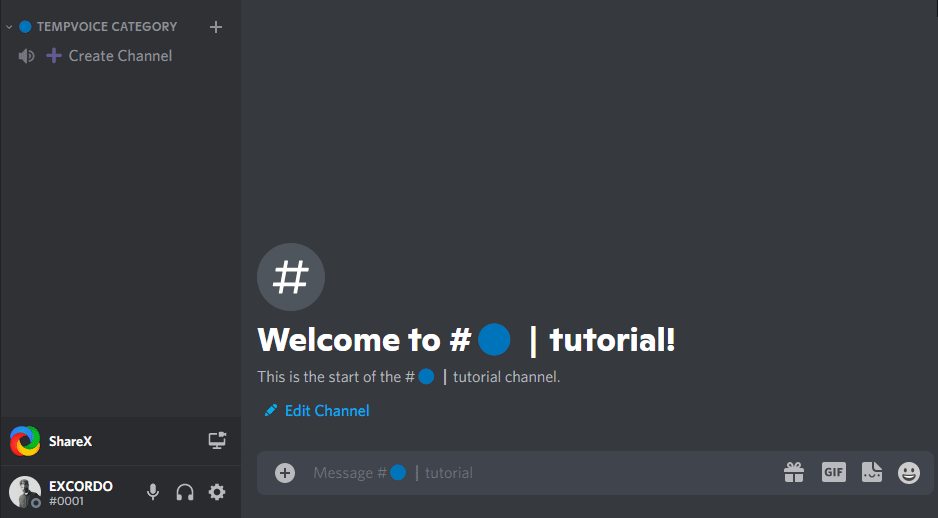 TEMPVOICE CATEGORY
Create Channel
Welcome to # | tutorial!
This is the start of the # | tutorial channel.
Edit Channel
ShareX
EXCORDO
#0001
Message # | tutorial
GIF